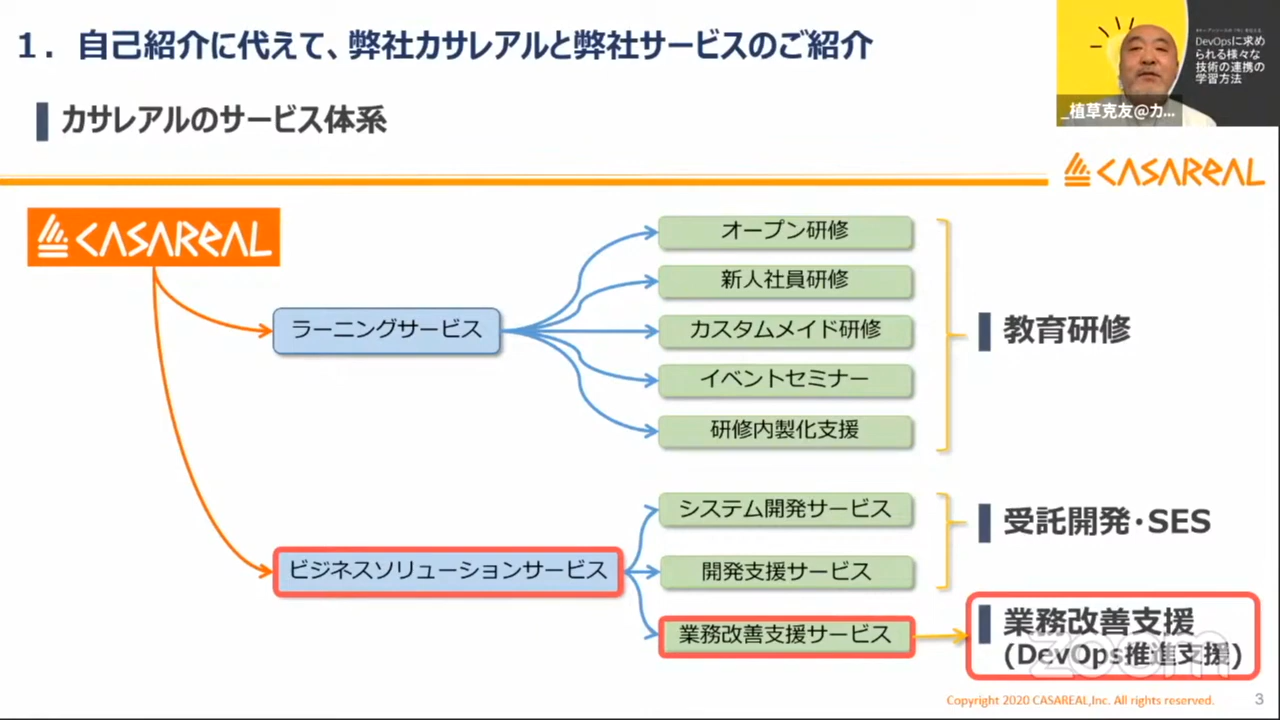 1．自己紹介に代えて、弊社カサレアルと弊社サービスのご紹介
カサレアルのサービス体系
DevOpsに求め
られる様々な
技術の連携の
学習方法
_植草克友@カ...
CASAREAL
CASAREAL
ラーニングサービス
オープン研修
新人社員研修
カスタムメイド研修
イベントセミナー
研修内製化支援
教育研修
ビジネスソリューションサービス
システム開発サービス
開発支援サービス
業務改善支援サービス
受託開発・SES
業務改善支援
(DevOps推進支援)
zoom
Copyright 2020 CASAREAL,Inc. All rights reserved.
3